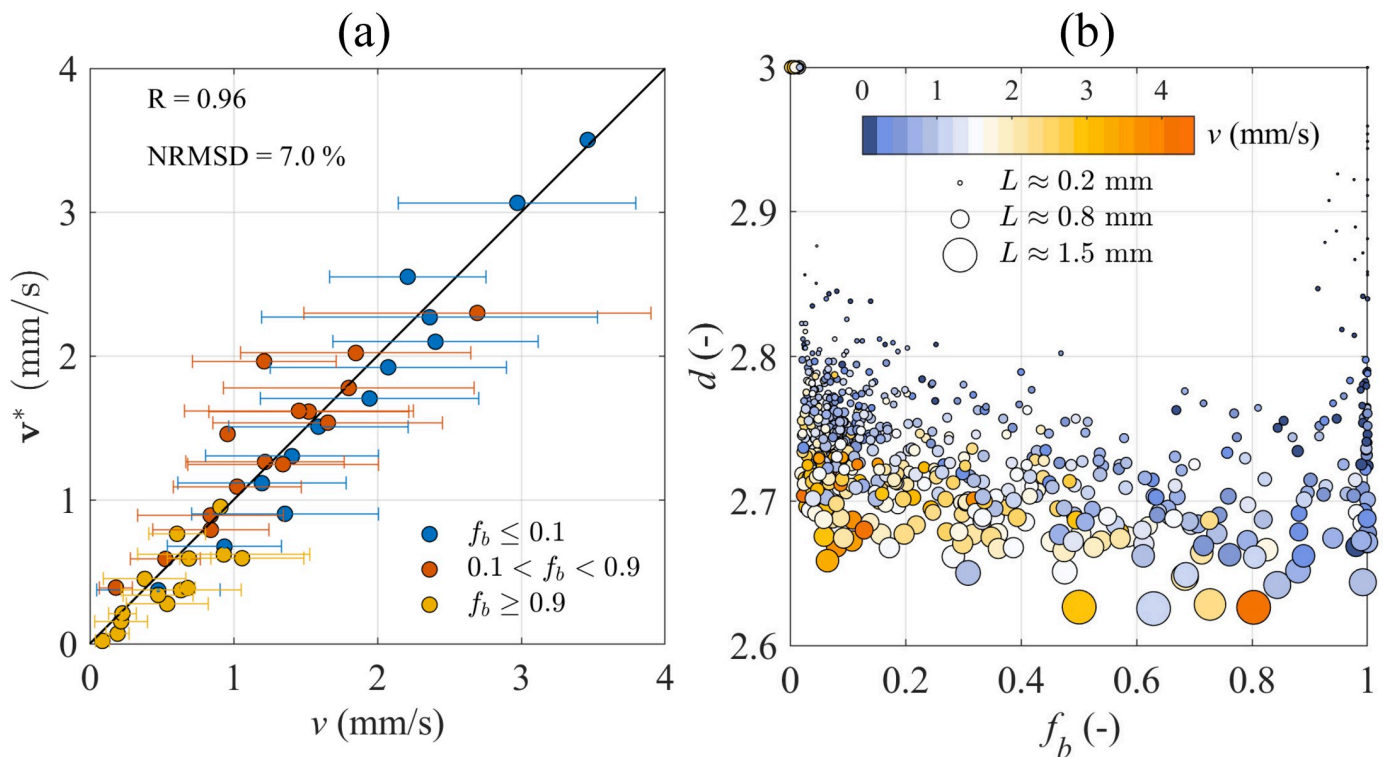 (a)
R = 0.96
NRMSD = 7.0 %
4
3
2
1
0
v* (mm/s)
f_b ≤ 0.1
0.1 < f_b < 0.9
f_b ≥ 0.9
0 1 2 3 4
v (mm/s)
(b)
0 1 2 3 4
v (mm/s)
L ≈ 0.2 mm
L ≈ 0.8 mm
L ≈ 1.5 mm
3
2.9
2.8
2.7
2.6
d (-)
0 0.2 0.4 0.6 0.8 1
f_b (-)